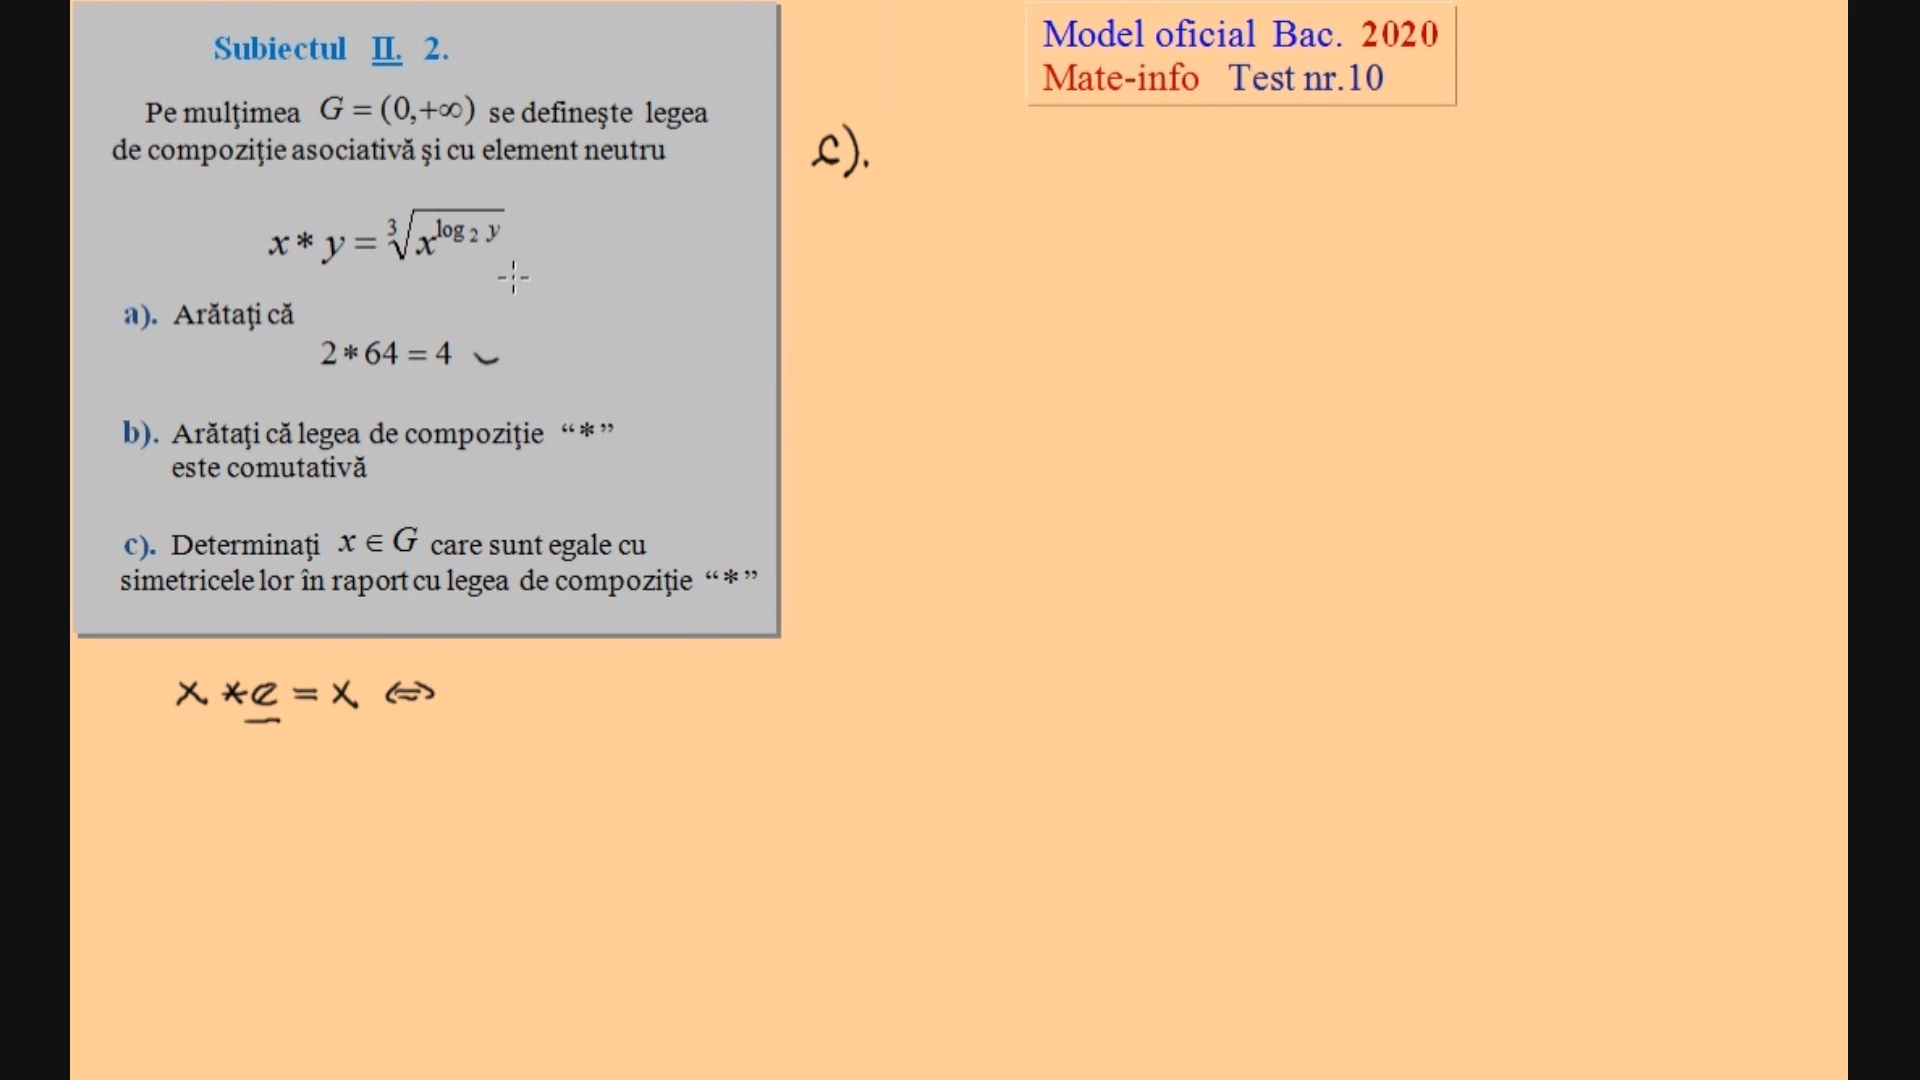 Subiectul II. 2.
Pe mulţimea G = (0,+∞) se defineşte legea
de compoziţie asociativă şi cu element neutru
x * y = ∛(x^(log₂ y))
a). Arătaţi că
2 * 64 = 4
b). Arătaţi că legea de compoziţie “ * ”
este comutativă
c). Determinaţi x ∈ G care sunt egale cu
simetricele lor în raport cu legea de compoziţie “ * ”
x * e = x ⇔
Model oficial Bac. 2020
Mate-info Test nr.10
c).